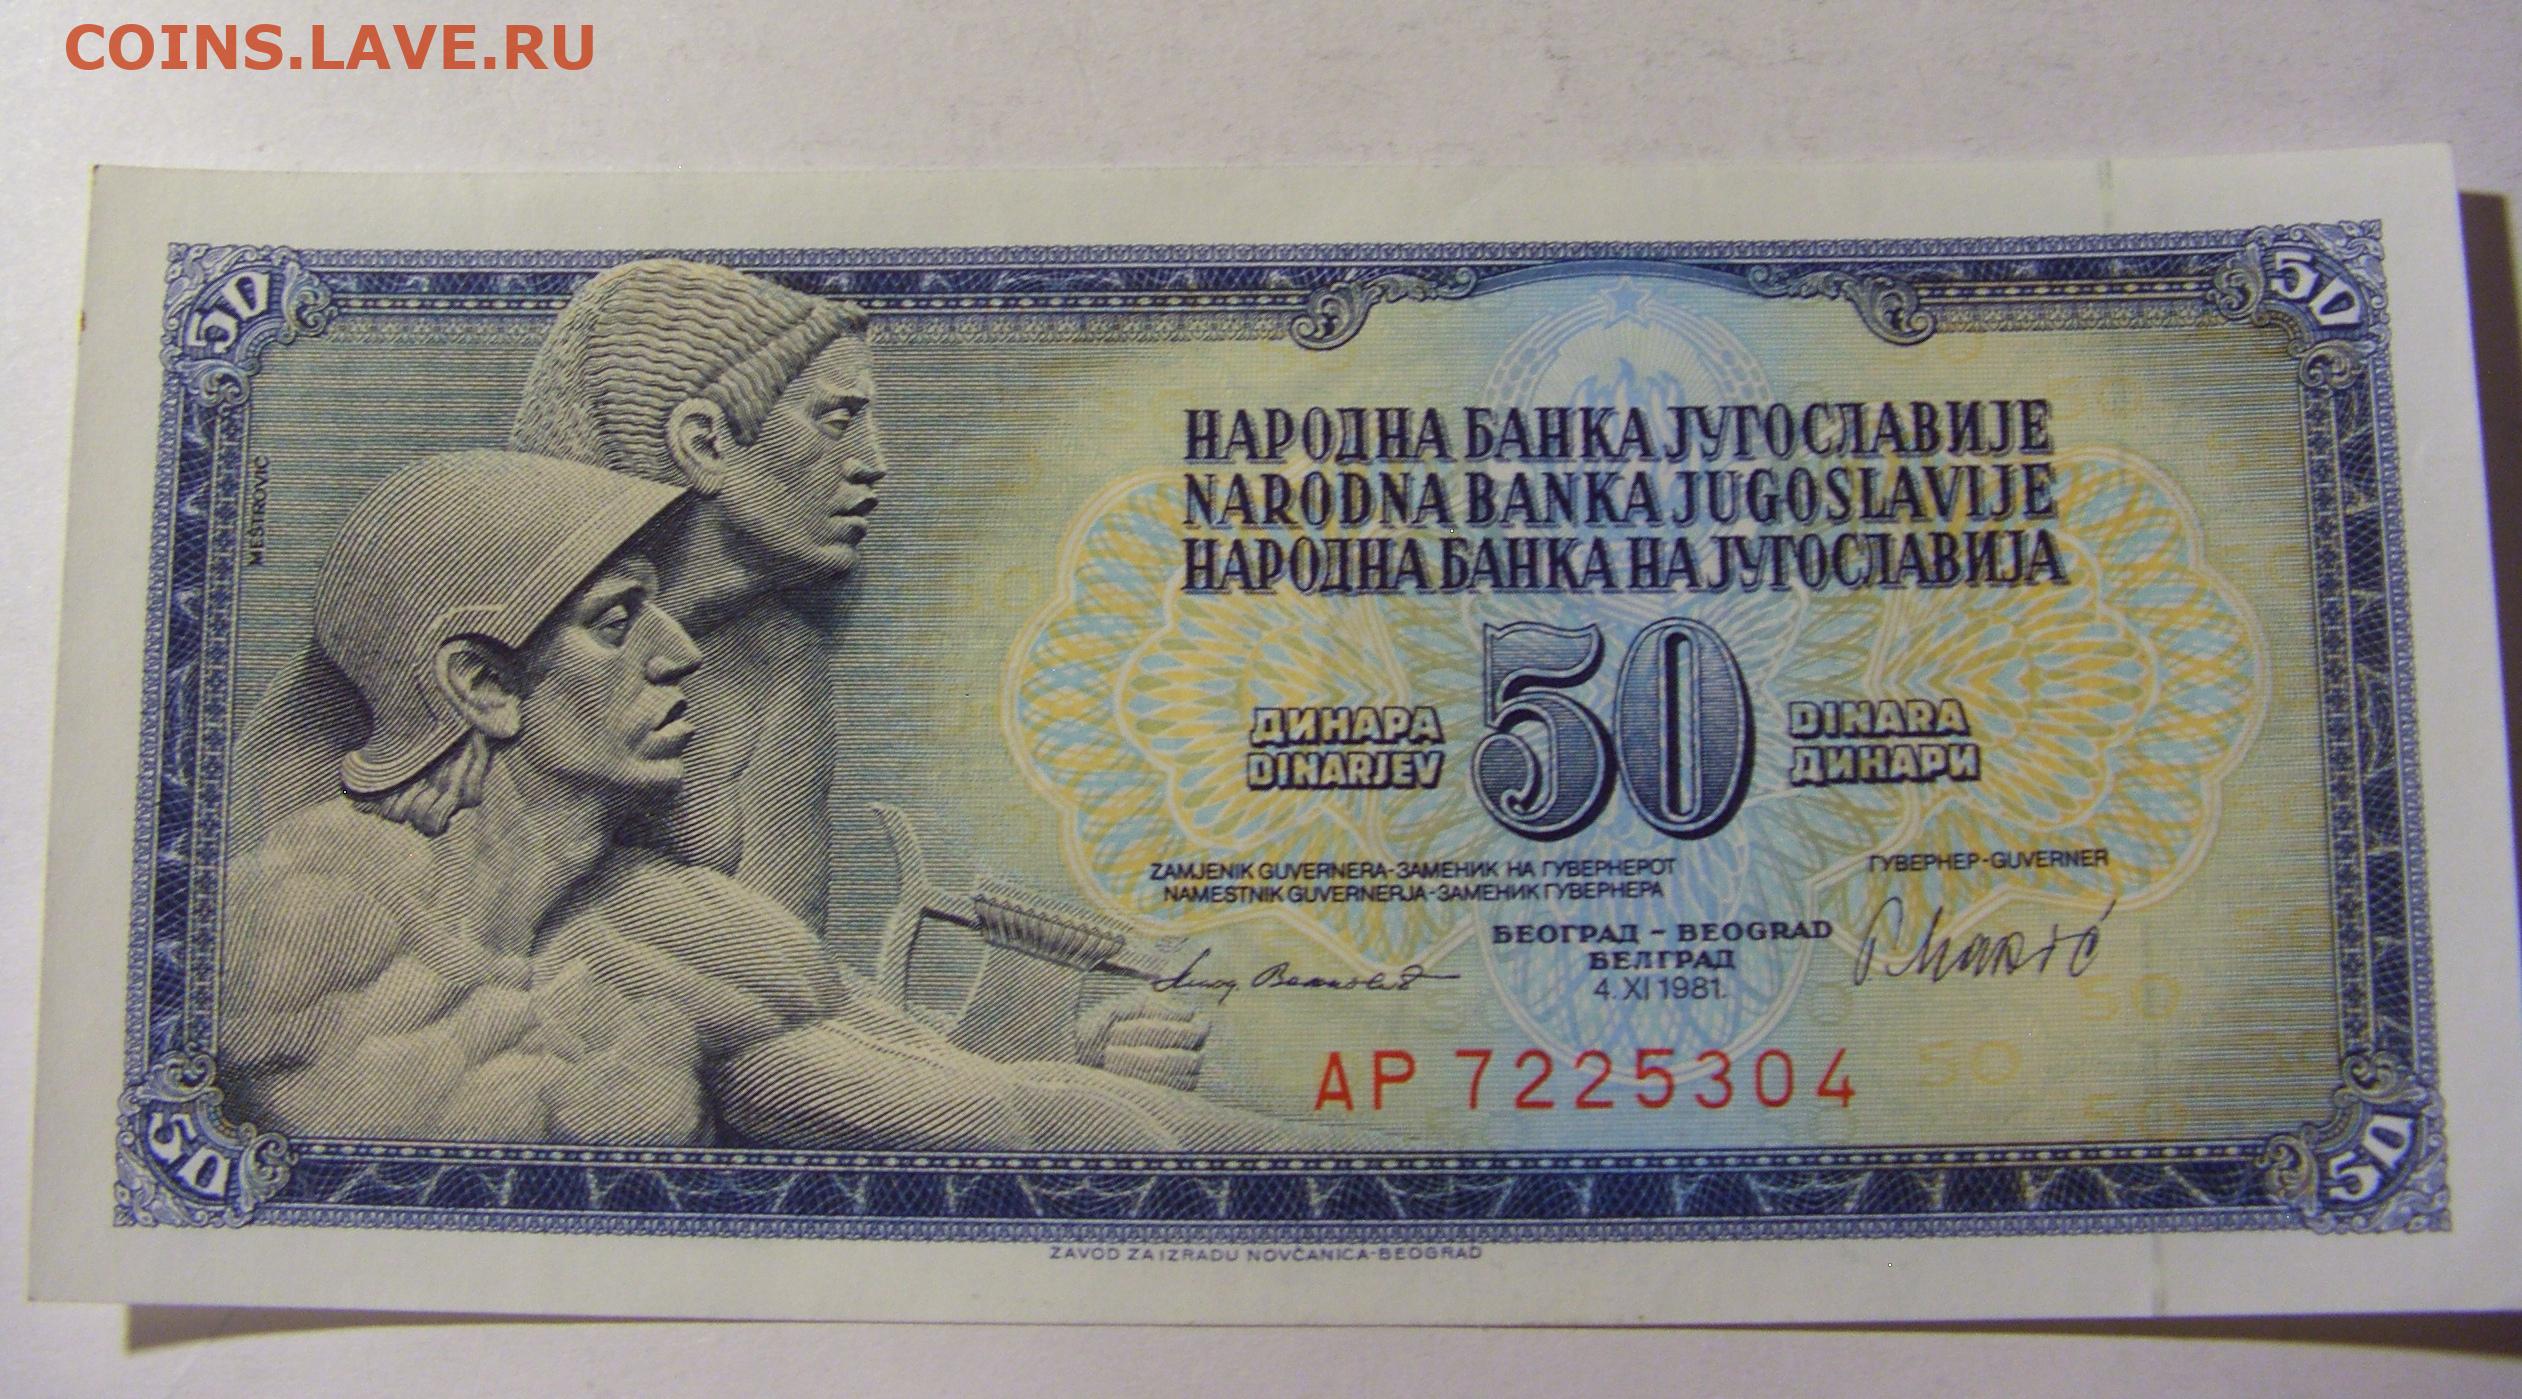 COINS.LAVE.RU
50
50
MEŠTROVIĆ
НАРОДНА БАНКА ЈУГОСЛАВИЈЕ
NARODNA BANKA JUGOSLAVIJE
НАРОДНА БАНКА НА ЈУГОСЛАВИЈА
ДИНАРА 50 DINARA
DINARJEV ДИНАРИ
ZAMJENIK GUVERNERA-ЗАМЕНИК НА ГУВЕРНЕРОТ
NAMESTNIK GUVERNERJA-ЗАМЕНИК ГУВЕРНЕРА
ГУВЕРНЕР-GUVERNER
БЕОГРАД - BEOGRAD
БЕЛГРАД
4. XI 1981.
AP 7225304
50
50
ZAVOD ZA IZRADU NOVČANICA-BEOGRAD